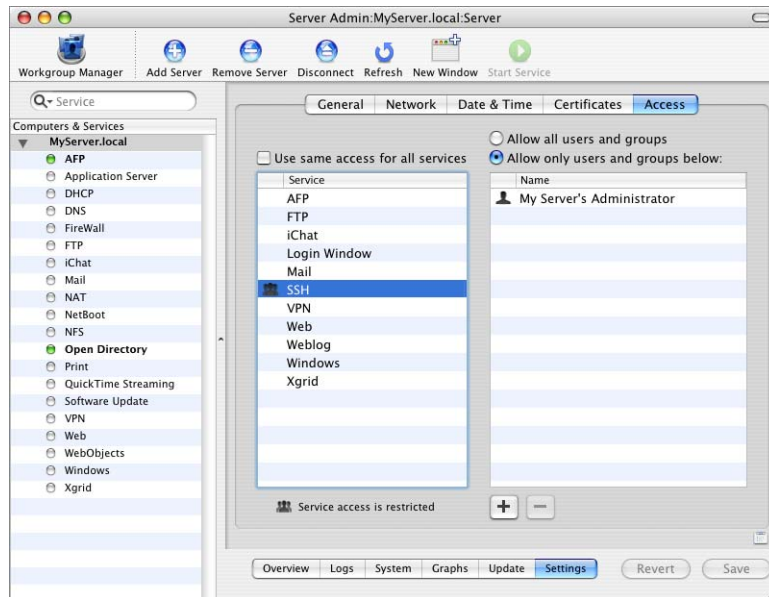 Server Admin:MyServer.local:Server
Workgroup Manager Add Server Remove Server Disconnect Refresh New Window Start Service
Service
Computers & Services
MyServer.local
AFP
Application Server
DHCP
DNS
FireWall
FTP
iChat
Mail
NAT
NetBoot
NFS
Open Directory
Print
QuickTime Streaming
Software Update
VPN
Web
WebObjects
Windows
Xgrid
General Network Date & Time Certificates Access
Allow all users and groups
Use same access for all services
Allow only users and groups below:
Service
AFP
FTP
iChat
Login Window
Mail
SSH
VPN
Web
Weblog
Windows
Xgrid
Name
My Server's Administrator
Service access is restricted
Overview Logs System Graphs Update Settings Revert Save